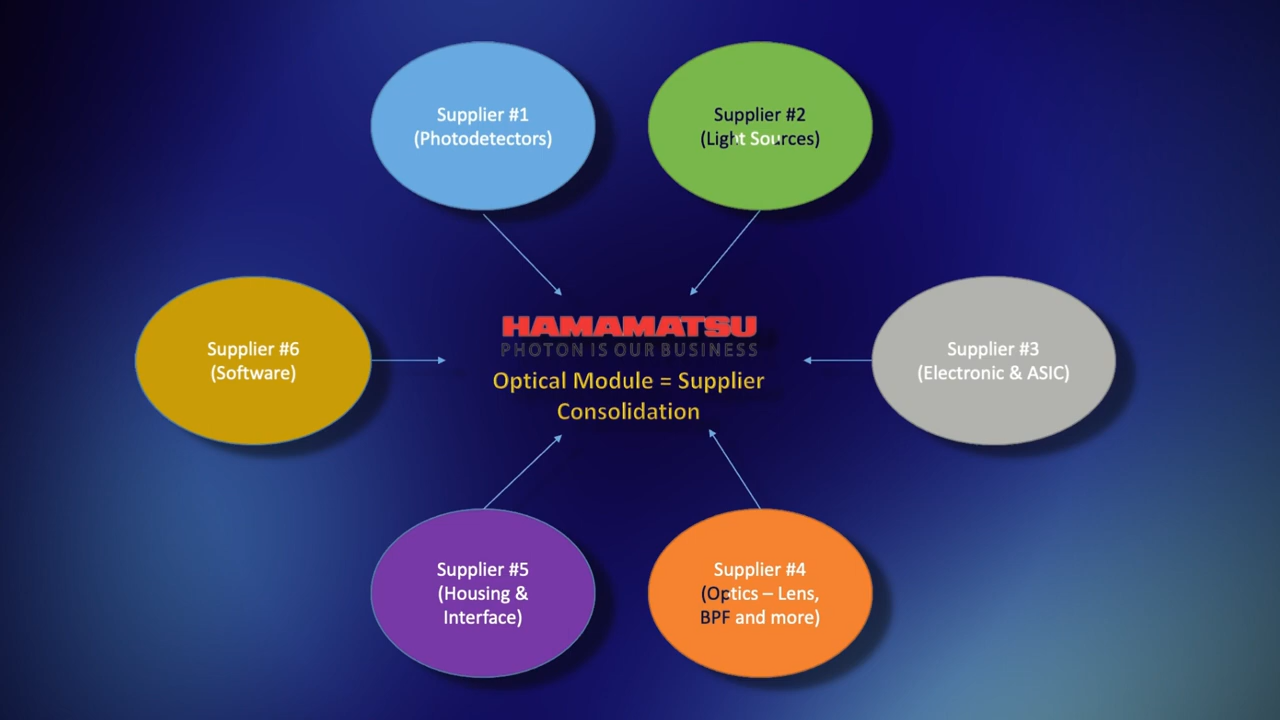 Supplier #1
(Photodetectors)
Supplier #2
(Light Sources)
Supplier #6
(Software)
HAMAMATSU
PHOTON IS OUR BUSINESS
Optical Module = Supplier
Consolidation
Supplier #3
(Electronic & ASIC)
Supplier #5
(Housing &
Interface)
Supplier #4
(Optics – Lens,
BPF and more)